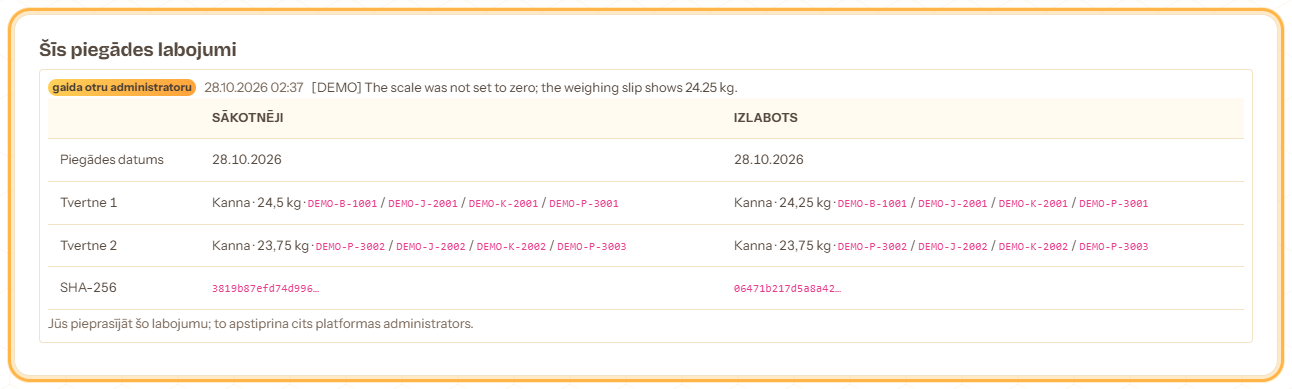 Šīs piegādes labojumi
gaida otru administratoru 28.10.2026 02:37 [DEMO] The scale was not set to zero; the weighing slip shows 24.25 kg.
SĀKOTNĒJI IZLABOTS
Piegādes datums 28.10.2026 28.10.2026
Tvertne 1 Kanna · 24,5 kg · DEMO-B-1001 / DEMO-J-2001 / DEMO-K-2001 / DEMO-P-3001 Kanna · 24,25 kg · DEMO-B-1001 / DEMO-J-2001 / DEMO-K-2001 / DEMO-P-3001
Tvertne 2 Kanna · 23,75 kg · DEMO-P-3002 / DEMO-J-2002 / DEMO-K-2002 / DEMO-P-3003 Kanna · 23,75 kg · DEMO-P-3002 / DEMO-J-2002 / DEMO-K-2002 / DEMO-P-3003
SHA-256 3819b87efd74d996… 06471b217d5a8a42…
Jūs pieprasījāt šo labojumu; to apstiprina cits platformas administrators.